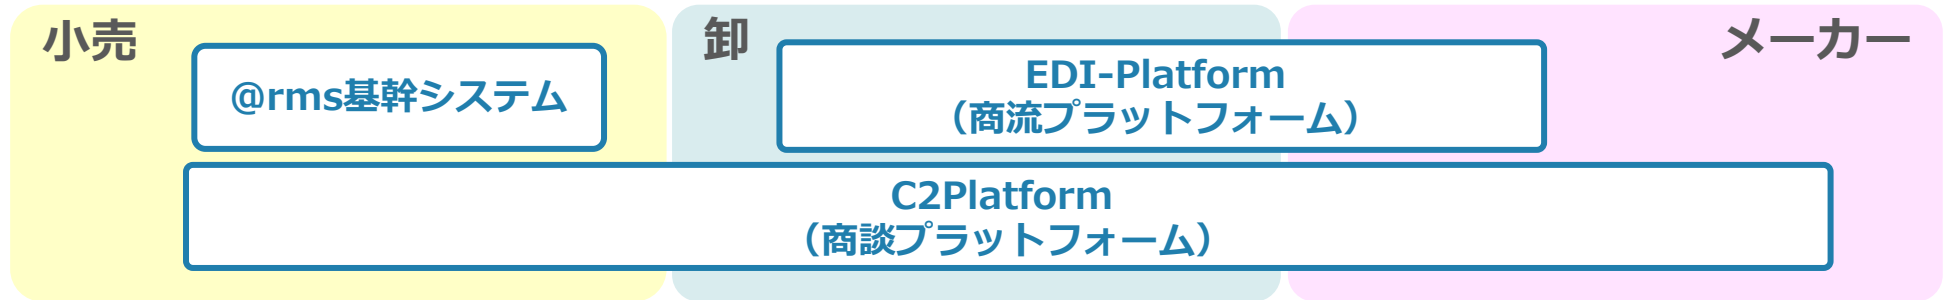 小売
卸
メーカー
@rms基幹システム
EDI-Platform
（商流プラットフォーム）
C2Platform
（商談プラットフォーム）